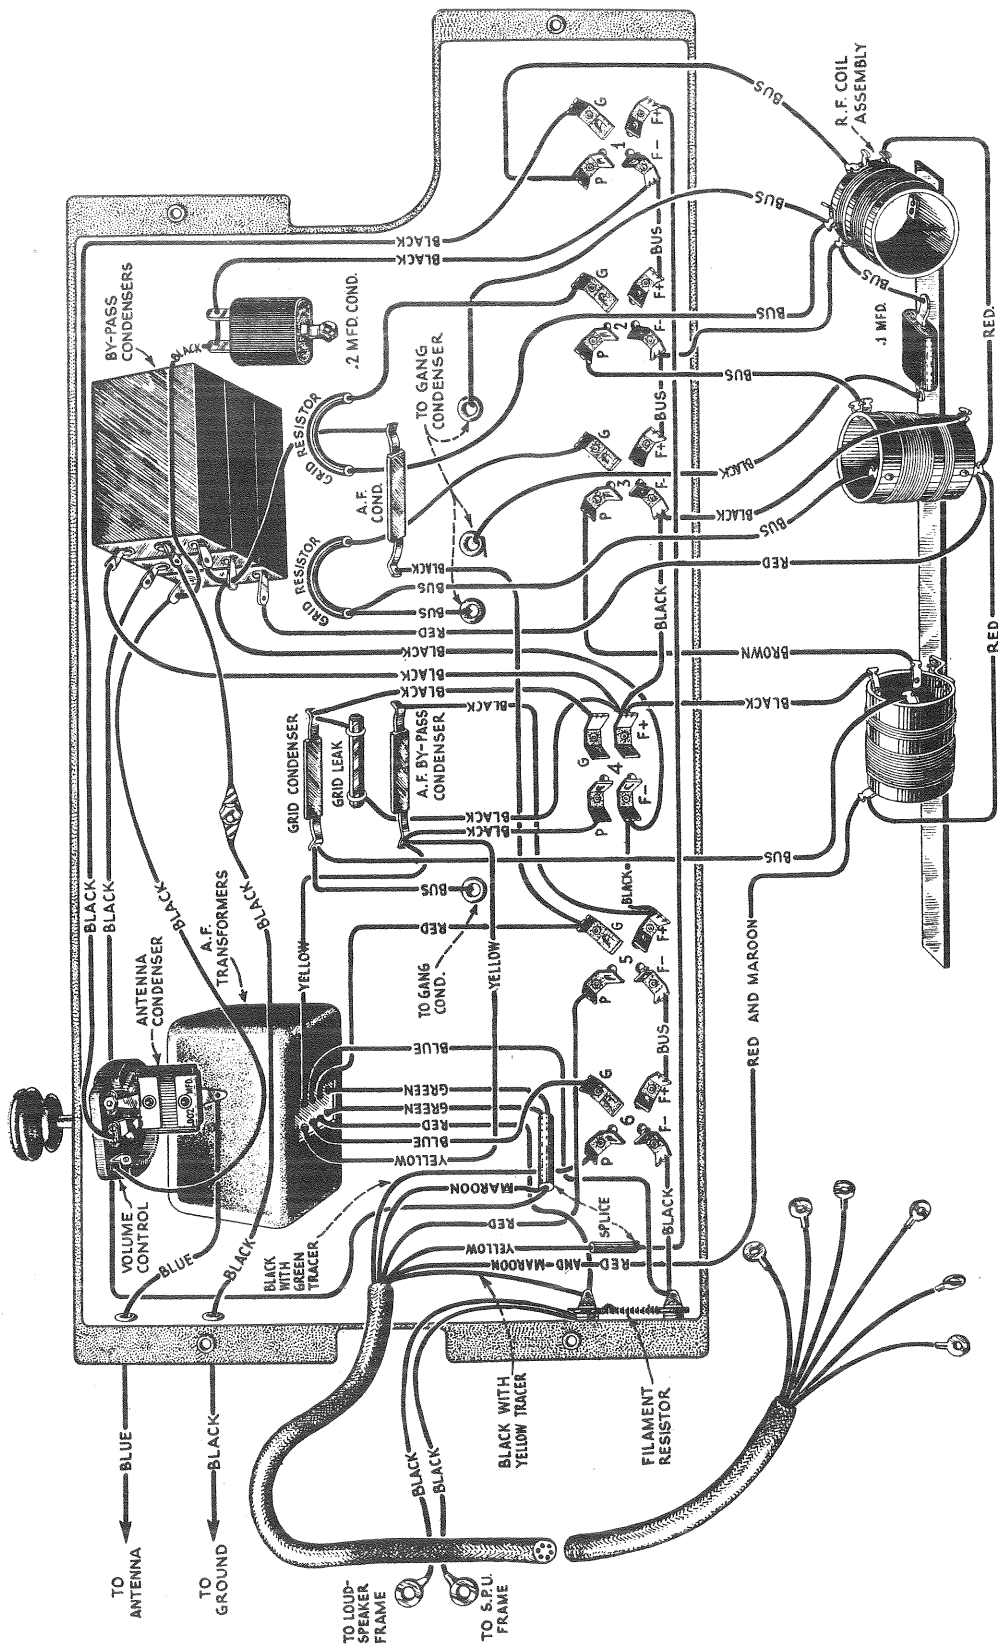 TO
ANTENNA
BLUE
TO
GROUND
BLACK
TO LOUD-
SPEAKER
FRAME
TO S.P.U.
FRAME
BLACK
BLACK
BLACK WITH
YELLOW TRACER
FILAMENT
RESISTOR
VOLUME
CONTROL
BLUE
BLACK
BLACK
WITH
GREEN
TRACER
ANTENNA
CONDENSER
.002 MFD.
A.F.
TRANSFORMERS
BLACK
BLACK
BLACK
BLACK
BY-PASS
CONDENSERS
BLACK
.2 MFD. COND.
GRID RESISTOR
GRID RESISTOR
A.F.
COND.
TO GANG
CONDENSER
GRID CONDENSER
GRID LEAK
A.F. BY-PASS
CONDENSER
TO GANG
COND.
BLACK
BLACK
BLACK
BUS
BUS
RED
BLACK
BLACK
BLACK
BLACK
BLACK
BLACK
BUS
RED
YELLOW
YELLOW
BLUE
GREEN
GREEN
RED
BLUE
YELLOW
MAROON
RED
YELLOW
RED AND MAROON
SPLICE
P G
1
F- F+
BUS
P G
2
F- F+
BUS
P G
3
F- F+
BLACK
P G
4
F- F+
BLACK
P G
5
F- F+
BUS
P G
6
F- F+
BLACK
BUS
BUS
BUS
BUS
BLACK
BLACK
BUS
RED
BROWN
BLACK
BUS
RED AND MAROON
R.F. COIL
ASSEMBLY
BUS
.1 MFD.
RED
RED